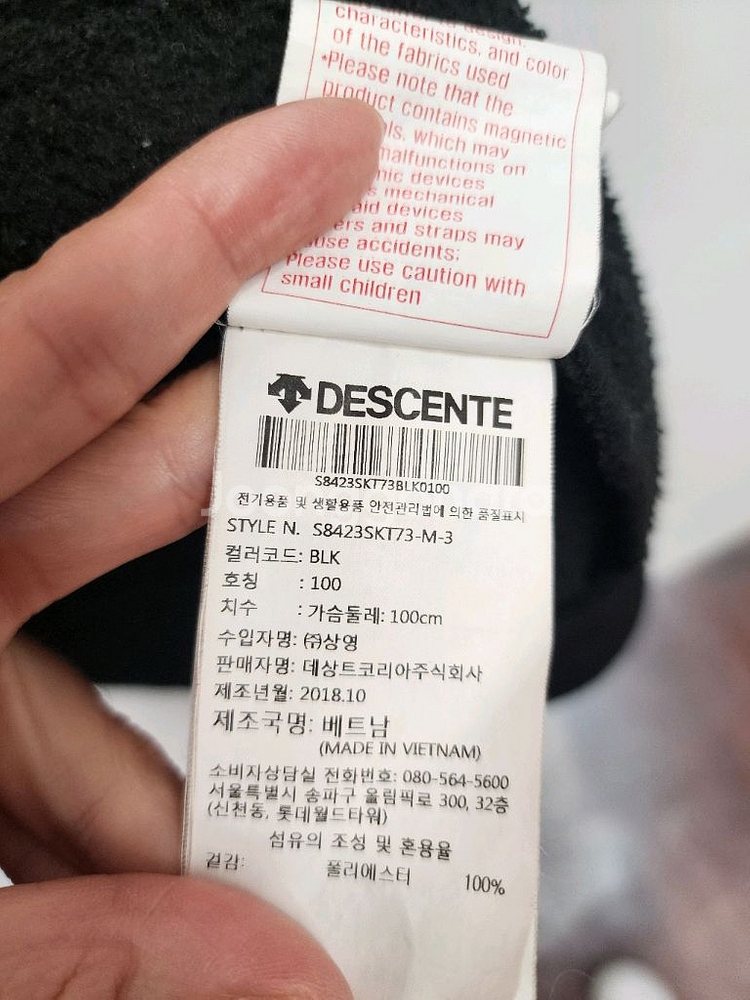 characteristics, and color
of the fabrics used
*Please note that the
product contains magnetic
which may
malfunctions on
devices
mechanical
aid devices
and straps may
accidents;
Please use caution with
small children
DESCENTE
S8423SKT73BLK0100
전기용품 및 생활용품 안전관리법에 의한 품질표시
STYLE N. S8423SKT73-M-3
컬러코드: BLK
호칭 : 100
치수 : 가슴둘레: 100cm
수입자명: ㈜상영
판매자명: 데상트코리아주식회사
제조년월: 2018.10
제조국명: 베트남
(MADE IN VIETNAM)
소비자상담실 전화번호: 080-564-5600
서울특별시 송파구 올림픽로 300, 32층
(신천동, 롯데월드타워)
섬유의 조성 및 혼용율
겉감: 폴리에스터 100%